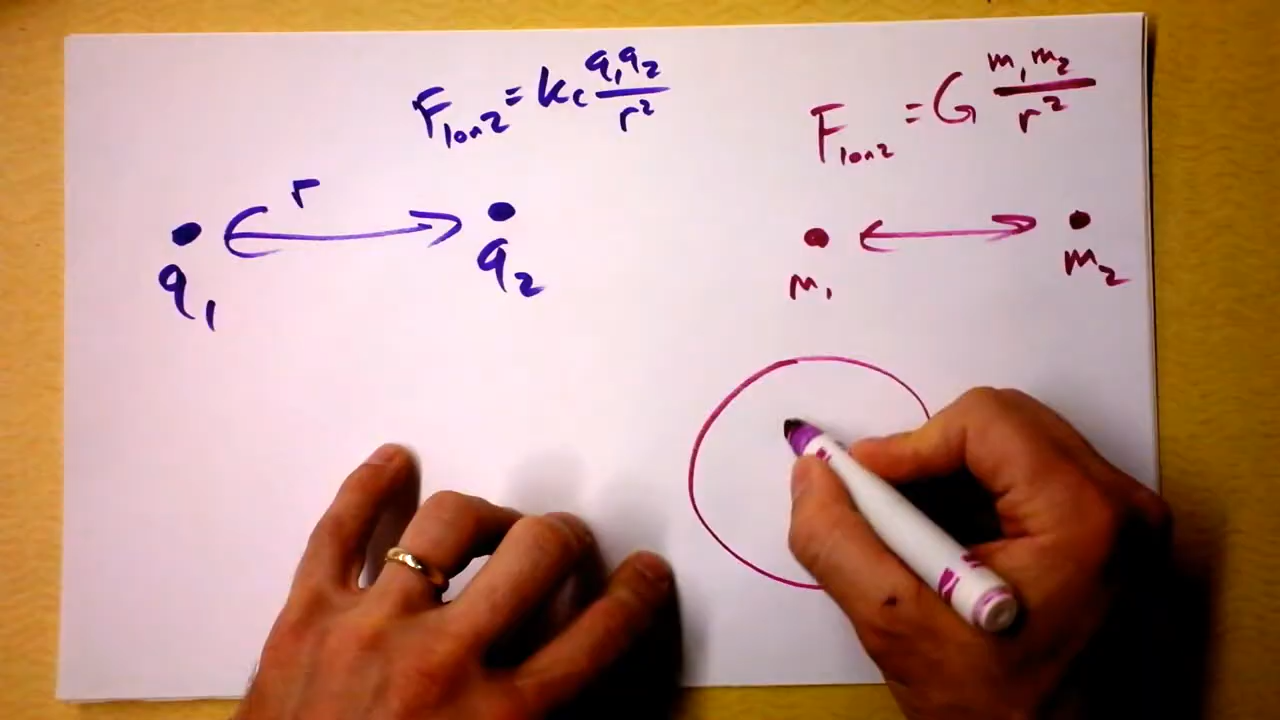 F₁ₒₙ₂ = kc q₁q₂/r²
F₁ₒₙ₂ = G m₁m₂/r²
r
q₁
q₂
m₁
m₂